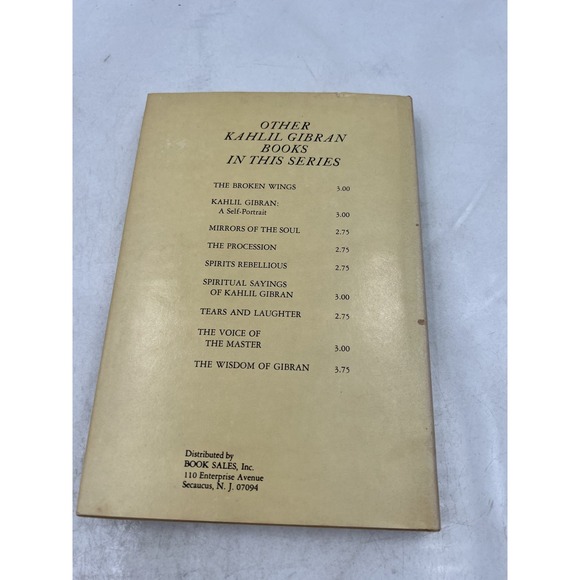 OTHER
KAHLIL GIBRAN
BOOKS
IN THIS SERIES
THE BROKEN WINGS 3.00
KAHLIL GIBRAN:
A Self-Portrait 3.00
MIRRORS OF THE SOUL 2.75
THE PROCESSION 2.75
SPIRITS REBELLIOUS 2.75
SPIRITUAL SAYINGS
OF KAHLIL GIBRAN 3.00
TEARS AND LAUGHTER 2.75
THE VOICE OF
THE MASTER 3.00
THE WISDOM OF GIBRAN 3.75
Distributed by
BOOK SALES, Inc.
110 Enterprise Avenue
Secaucus, N. J. 07094